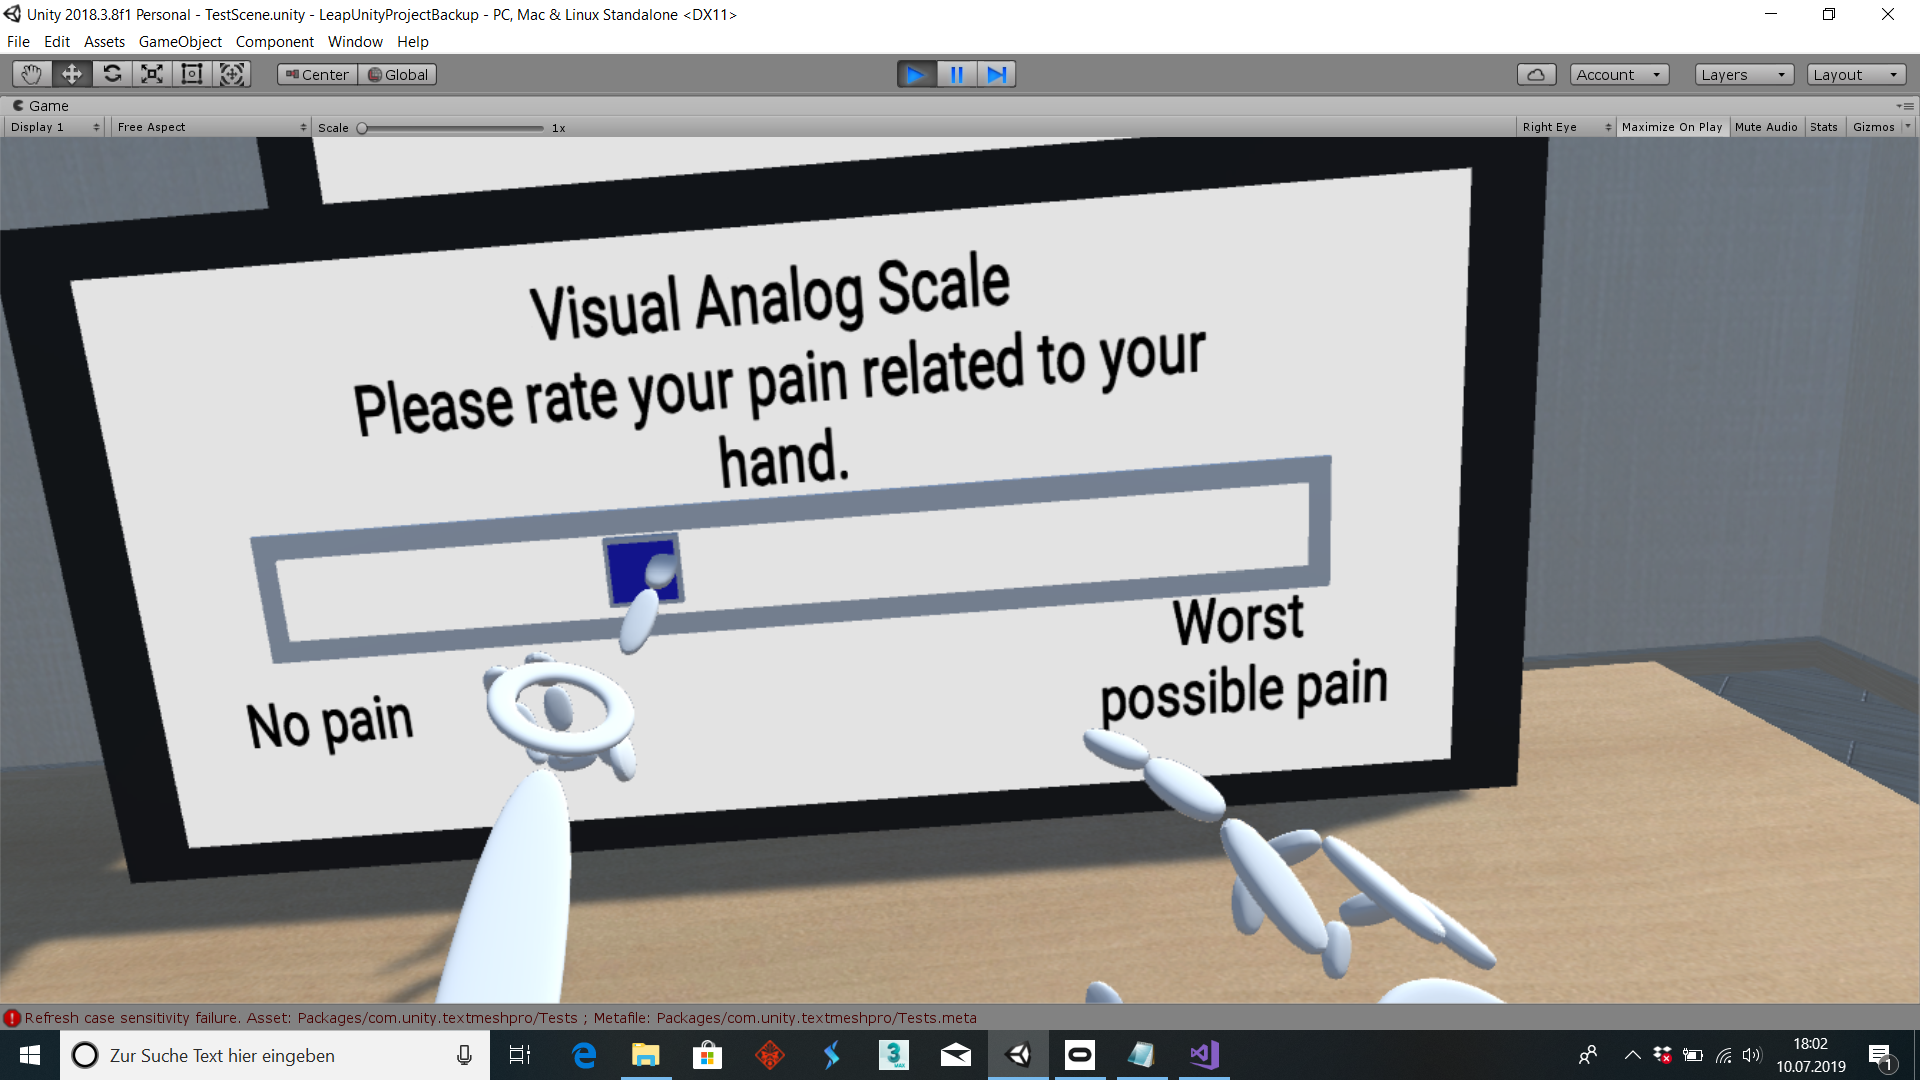 Unity 2018.3.8f1 Personal - TestScene.unity - LeapUnityProjectBackup - PC, Mac & Linux Standalone <DX11>
File Edit Assets GameObject Component Window Help
Center Global Account Layers Layout
Game
Display 1 Free Aspect Scale 1x Right Eye Maximize On Play Mute Audio Stats Gizmos
Visual Analog Scale
Please rate your pain related to your
hand.
Worst
possible pain
No pain
Refresh case sensitivity failure. Asset: Packages/com.unity.textmeshpro/Tests ; Metafile: Packages/com.unity.textmeshpro/Tests.meta
Zur Suche Text hier eingeben
3
MAX
18:02
10.07.2019
1